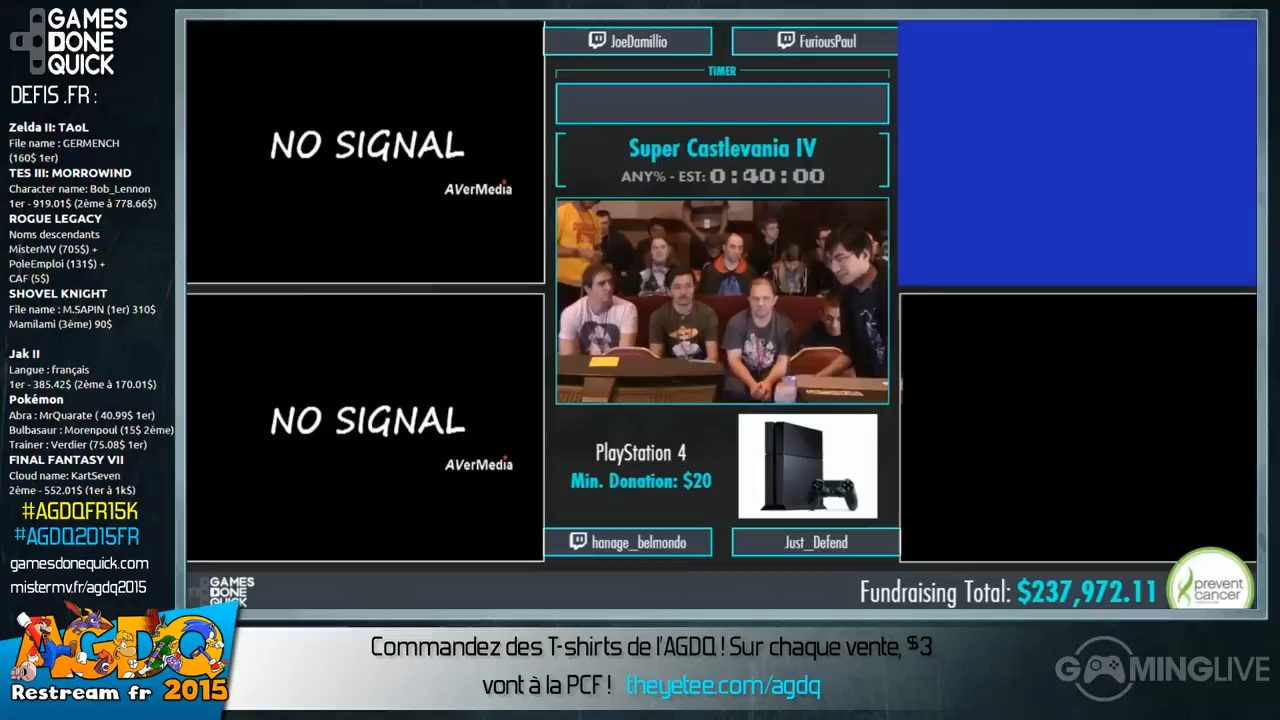 GAMES
DONE
QUICK
DEFIS .FR :
Zelda II: TAoL
File name : GERMENCH
(160$ 1er)
TES III: MORROWIND
Character name: Bob_Lennon
1er - 919.01$ (2ème à 778.66$)
ROGUE LEGACY
Noms descendants
MisterMV (705$) +
PoleEmploi (131$) +
CAF (5$)
SHOVEL KNIGHT
File name : M.SAPIN (1er) 310$
Mamilami (3ème) 90$
Jak II
Langue : français
1er - 385.42$ (2ème à 170.01$)
Pokémon
Abra : MrQuarate ( 40.99$ 1er)
Bulbasaur : Morenpoul (15$ 2ème)
Trainer : Verdier (75.08$ 1er)
FINAL FANTASY VII
Cloud name: KartSeven
2ème - 552.01$ (1er à 1k$)
#AGDQFR15K
#AGDQ2015FR
gamesdonequick.com
mistermv.fr/agdq2015
AGDQ
Restream fr 2015
NO SIGNAL
AVerMedia
NO SIGNAL
AVerMedia
JoeDamillio
FuriousPaul
TIMER
Super Castlevania IV
ANY% - EST: 0:40:00
PlayStation 4
Min. Donation: $20
hanage_belmondo
Just_Defend
GAMES
DONE
QUICK
Fundraising Total: $237,972.11
prevent
cancer
Commandez des T-shirts de l'AGDQ ! Sur chaque vente, $3
vont à la PCF ! theyetee.com/agdq
GAMINGLIVE